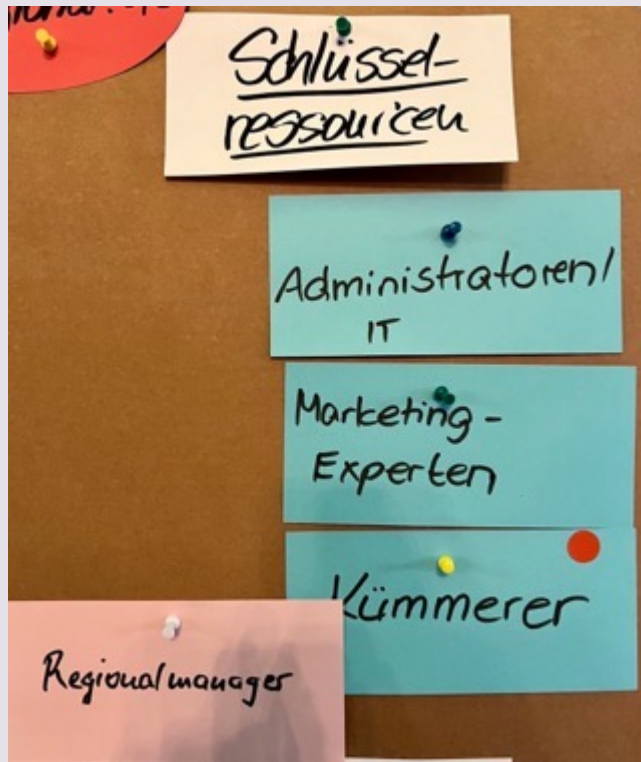 Schlüssel-
ressourcen
Administratoren/
IT
Marketing-
Experten
Kümmerer
Regionalmanager